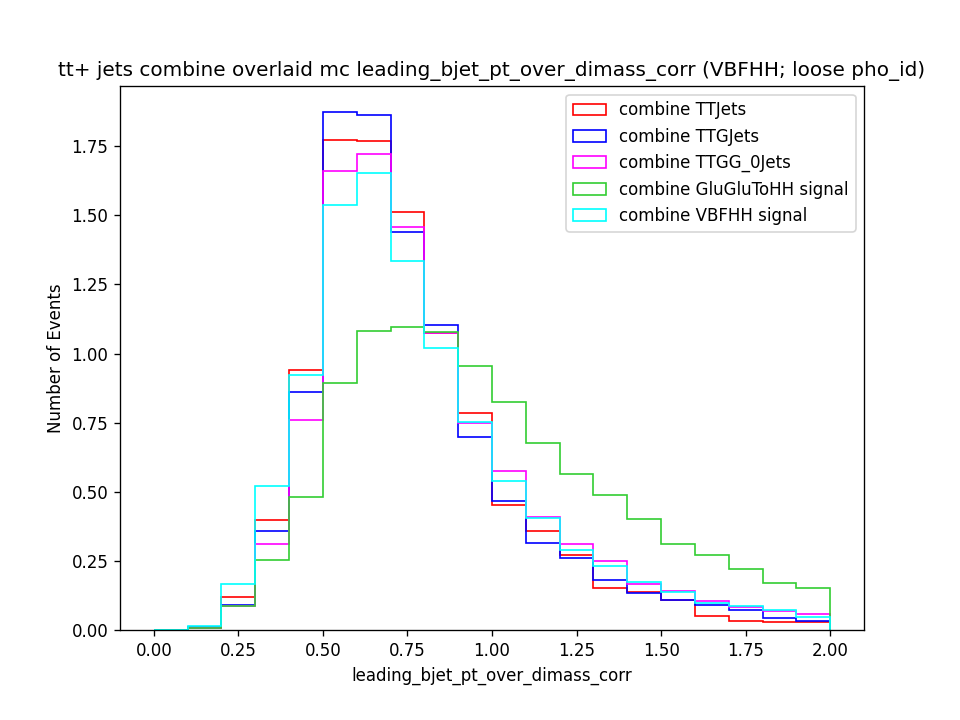 tt+ jets combine overlaid mc leading_bjet_pt_over_dimass_corr (VBFHH; loose pho_id)
combine TTJets
combine TTGJets
combine TTGG_0Jets
combine GluGluToHH signal
combine VBFHH signal
Number of Events
1.75
1.50
1.25
1.00
0.75
0.50
0.25
0.00
0.00 0.25 0.50 0.75 1.00 1.25 1.50 1.75 2.00
leading_bjet_pt_over_dimass_corr